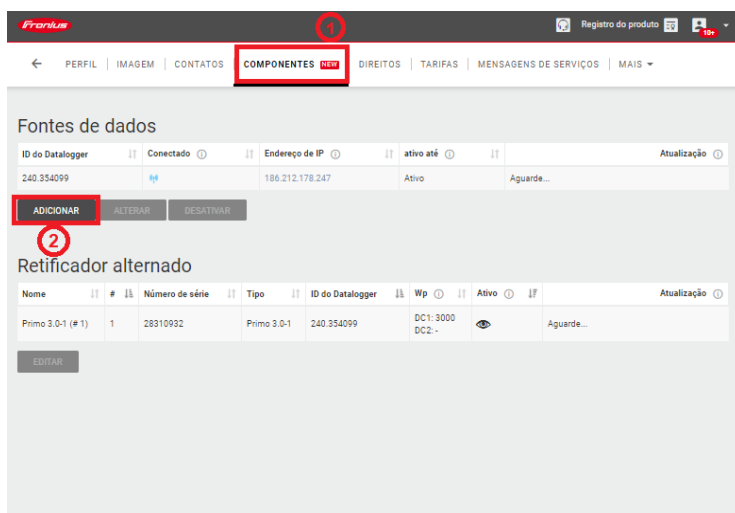 Fronius
1
Registro do produto
18+
PERFIL | IMAGEM | CONTATOS COMPONENTES NEW DIREITOS | TARIFAS | MENSAGENS DE SERVIÇOS | MAIS
Fontes de dados
ID do Datalogger Conectado Endereço de IP ativo até Atualização
240.354099 186.212.178.247 Ativo Aguarde...
ADICIONAR ALTERAR DESATIVAR
2
Retificador alternado
Nome # Número de série Tipo ID do Datalogger Wp Ativo Atualização
Primo 3.0-1 (# 1) 1 28310932 Primo 3.0-1 240.354099 DC1: 3000 Aguarde...
DC2: -
EDITAR